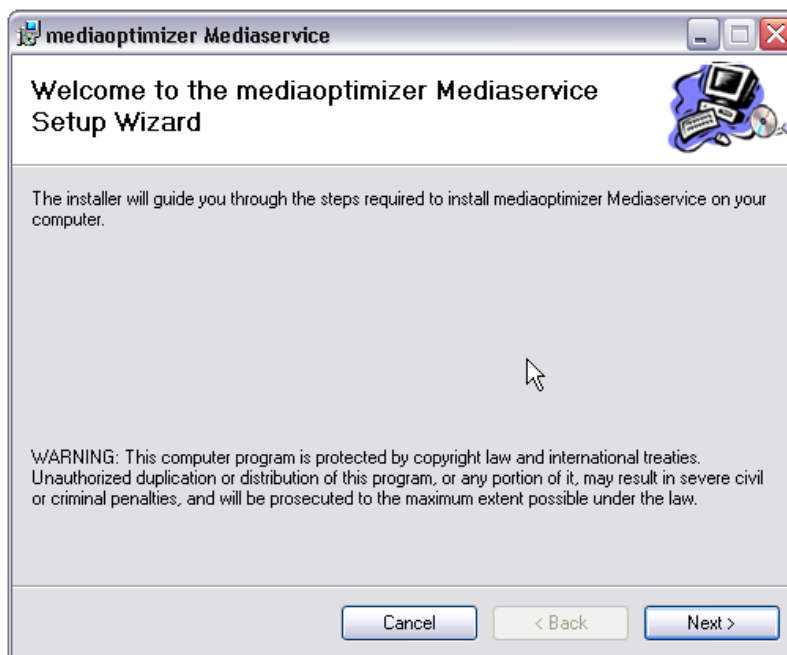 mediaoptimizer Mediaservice
Welcome to the mediaoptimizer Mediaservice
Setup Wizard
The installer will guide you through the steps required to install mediaoptimizer Mediaservice on your
computer.
WARNING: This computer program is protected by copyright law and international treaties.
Unauthorized duplication or distribution of this program, or any portion of it, may result in severe civil
or criminal penalties, and will be prosecuted to the maximum extent possible under the law.
Cancel
< Back
Next >